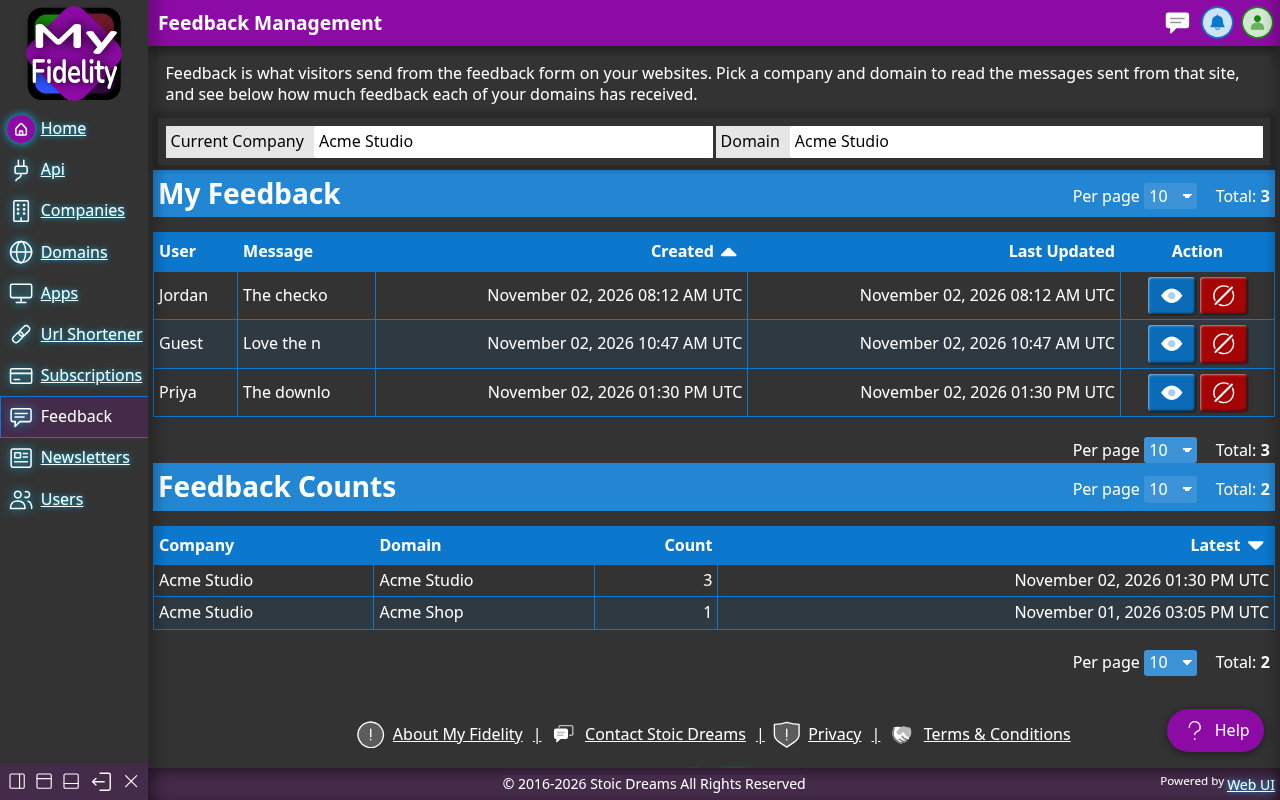 My
Fidelity
Feedback Management
Home
Api
Companies
Domains
Apps
Url Shortener
Subscriptions
Feedback
Newsletters
Users
Feedback is what visitors send from the feedback form on your websites. Pick a company and domain to read the messages sent from that site,
and see below how much feedback each of your domains has received.
Current Company Acme Studio Domain Acme Studio
My Feedback Per page 10 Total: 3
User Message Created Last Updated Action
Jordan The checko November 02, 2026 08:12 AM UTC November 02, 2026 08:12 AM UTC
Guest Love the n November 02, 2026 10:47 AM UTC November 02, 2026 10:47 AM UTC
Priya The downlo November 02, 2026 01:30 PM UTC November 02, 2026 01:30 PM UTC
Per page 10 Total: 3
Feedback Counts Per page 10 Total: 2
Company Domain Count Latest
Acme Studio Acme Studio 3 November 02, 2026 01:30 PM UTC
Acme Studio Acme Shop 1 November 01, 2026 03:05 PM UTC
Per page 10 Total: 2
About My Fidelity | Contact Stoic Dreams | Privacy | Terms & Conditions
? Help
© 2016-2026 Stoic Dreams All Rights Reserved
Powered by Web UI